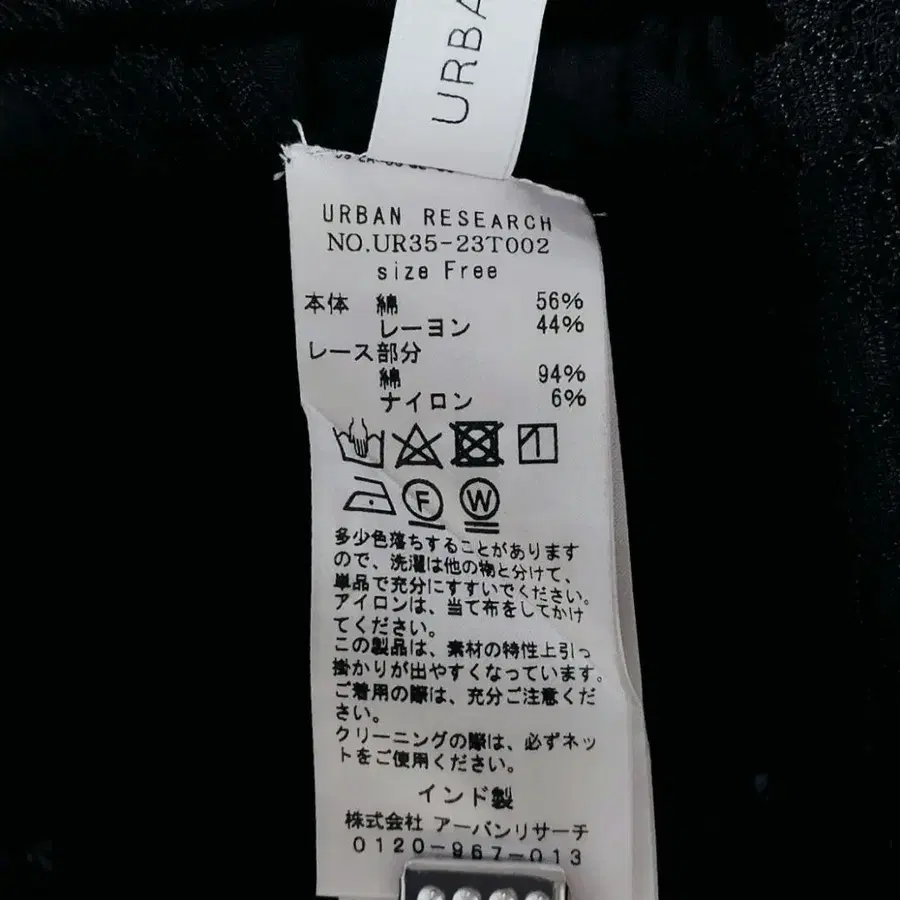 URBA
URBAN RESEARCH
NO.UR35-23T002
size Free
本体 綿 56%
レーヨン 44%
レース部分
綿 94%
ナイロン 6%
F W
多少色落ちすることがあります
ので、洗濯は他の物と分けて、
単品で充分にすすいでください。
アイロンは、当て布をしてかけ
てください。
この製品は、素材の特性上引っ
掛かりが出やすくなっています。
ご着用の際は、充分ご注意くだ
さい。
クリーニングの際は、必ずネッ
トをご使用ください。
インド製
株式会社 アーバンリサーチ
0120-967-013